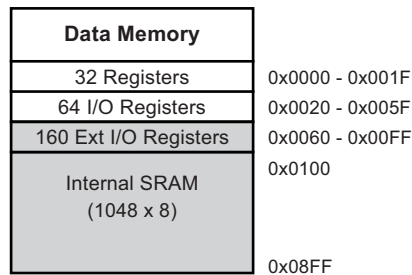 Data Memory
32 Registers 0x0000 - 0x001F
64 I/O Registers 0x0020 - 0x005F
160 Ext I/O Registers 0x0060 - 0x00FF
0x0100
Internal SRAM
(1048 x 8)
0x08FF